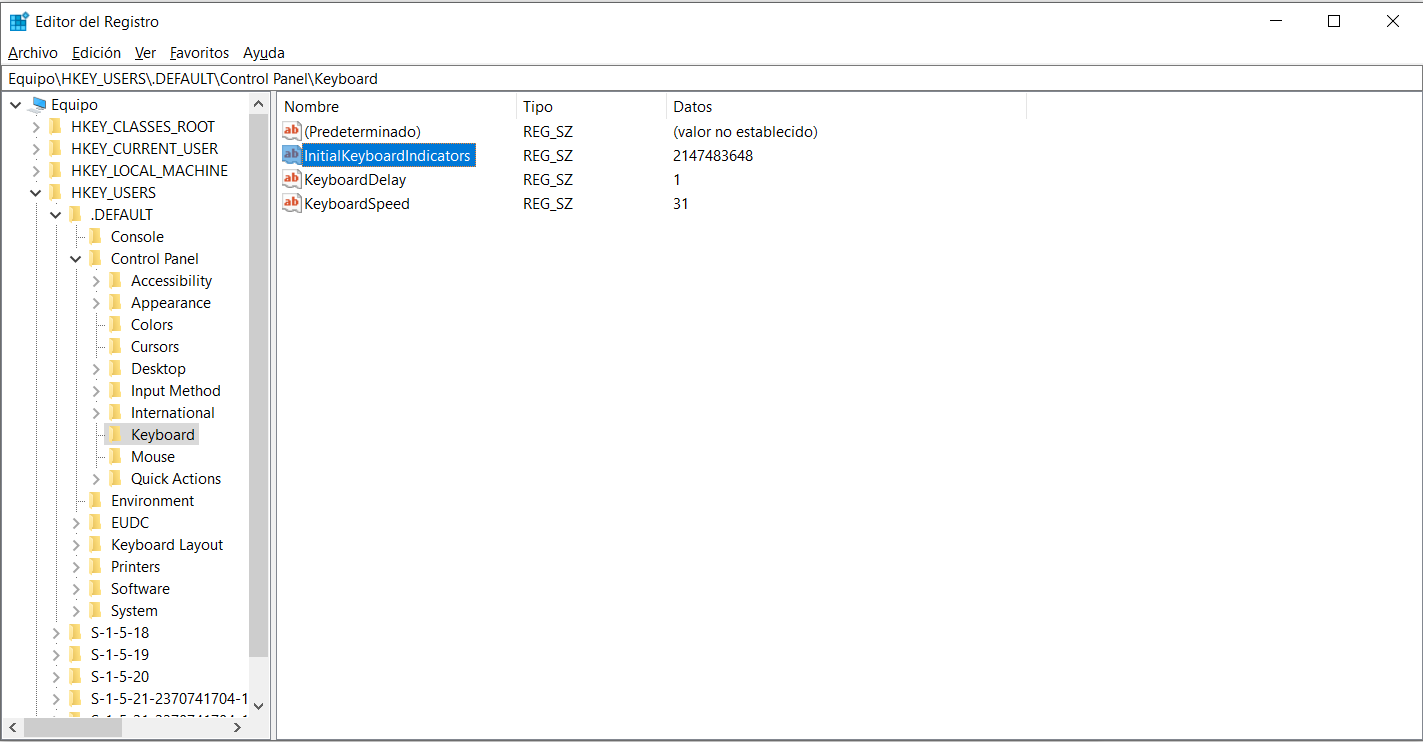 Editor del Registro
Archivo Edición Ver Favoritos Ayuda
Equipo\HKEY_USERS\.DEFAULT\Control Panel\Keyboard
Equipo
HKEY_CLASSES_ROOT
HKEY_CURRENT_USER
HKEY_LOCAL_MACHINE
HKEY_USERS
.DEFAULT
Console
Control Panel
Accessibility
Appearance
Colors
Cursors
Desktop
Input Method
International
Keyboard
Mouse
Quick Actions
Environment
EUDC
Keyboard Layout
Printers
Software
System
S-1-5-18
S-1-5-19
S-1-5-20
S-1-5-21-2370741704-1
Nombre Tipo Datos
(Predeterminado) REG_SZ (valor no establecido)
InitialKeyboardIndicators REG_SZ 2147483648
KeyboardDelay REG_SZ 1
KeyboardSpeed REG_SZ 31